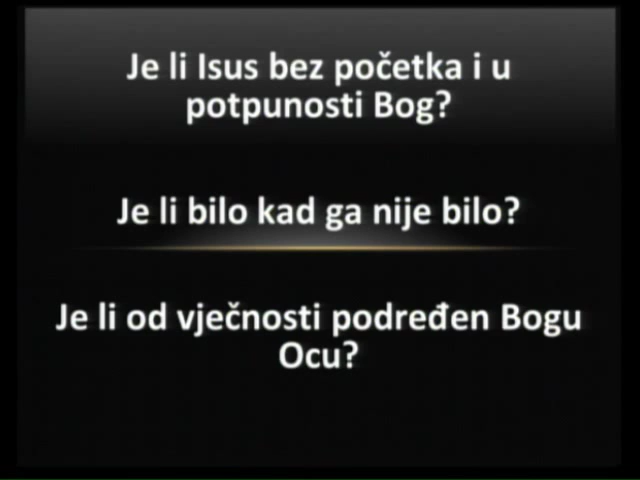 Je li Isus bez početka i u
potpunosti Bog?
Je li bilo kad ga nije bilo?
Je li od vječnosti podređen Bogu
Ocu?